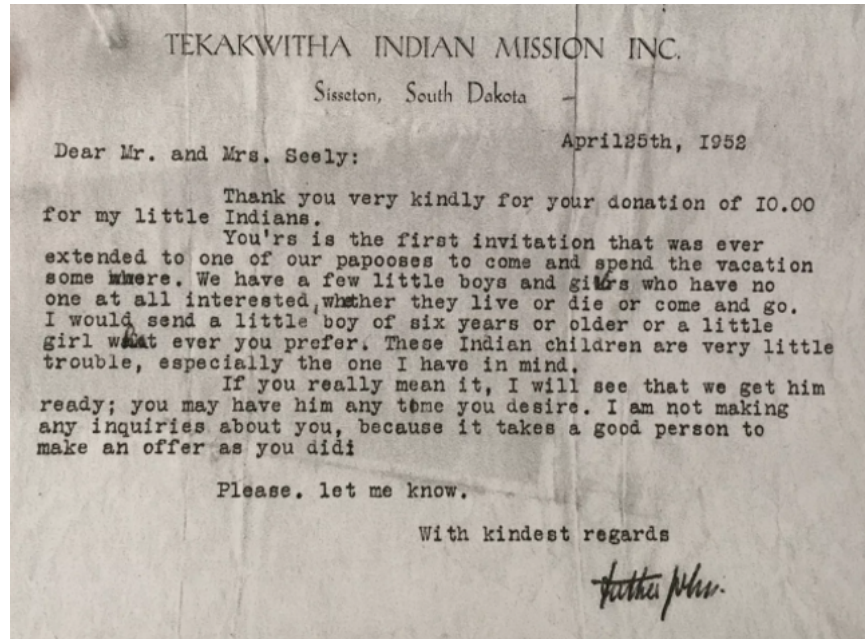 TEKAKWITHA INDIAN MISSION INC.
Sisseton, South Dakota -
April25th, I952
Dear Mr. and Mrs. Seely:
Thank you very kindly for your donation of I0.00
for my little Indians.
You'rs is the first invitation that was ever
extended to one of our papooses to come and spend the vacation
some where. We have a few little boys and girls who have no
one at all interested, whether they live or die or come and go.
I would send a little boy of six years or older or a little
girl what ever you prefer. These Indian children are very little
trouble, especially the one I have in mind.
If you really mean it, I will see that we get him
ready; you may have him any tome you desire. I am not making
any inquiries about you, because it takes a good person to
make an offer as you didi
Please. let me know.
With kindest regards
Father John.